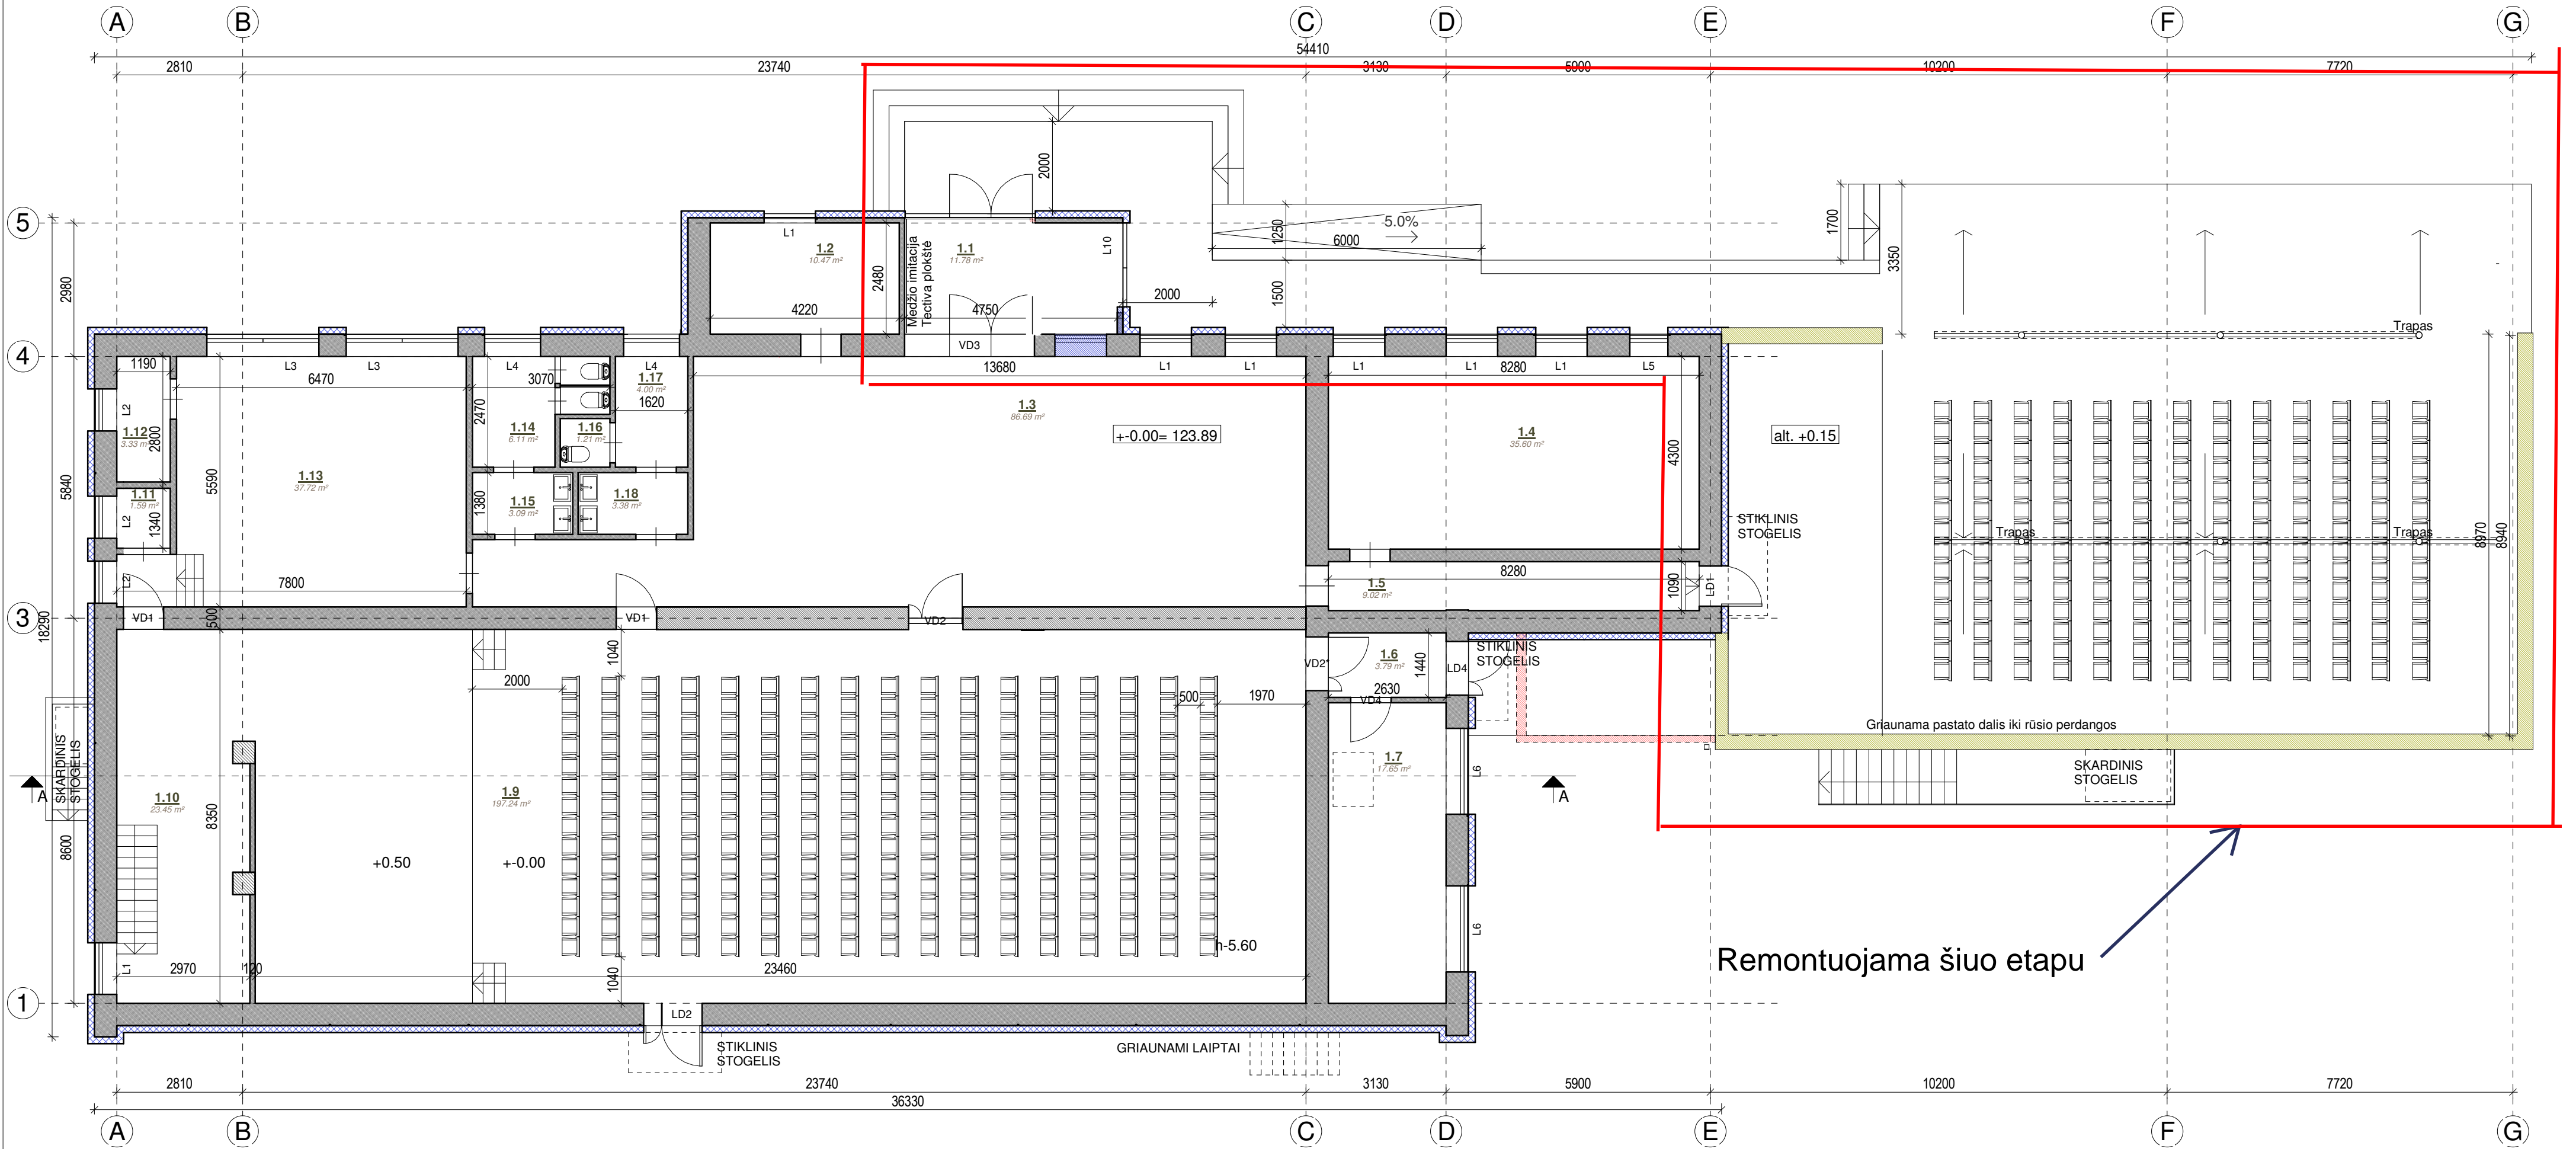 A
B
C
D
E
F
G
54410
2810
23740
3130
5900
10200
7720
5
4
3
1
2980
5840
18290
8600
2000
L1
1.2
10.47 m²
2480
4220
Medžio imitacija
Tectiva plokštė
1.1
11.78 m²
L10
4750
2000
VD3
1250
1500
6000
5.0%
1700
3350
Trapas
L3
L3
L4
L4
13680
L1
L1
L1
8280
L1
L1
L5
1190
6470
3070
1.17
4.00 m²
1620
2470
L2
1.12
3.33 m²
2800
1.14
6.11 m²
1.16
1.21 m²
1.3
86.69 m²
+-0.00= 123.89
1.4
35.60 m²
4300
alt. +0.15
1.13
37.72 m²
5590
1.11
1.59 m²
L2
1340
1380
1.15
3.09 m²
1.18
3.38 m²
STIKLINIS
STOGELIS
Trapas
Trapas
8970
8940
L2
7800
1.5
9.02 m²
8280
1090
LD1
VD1
500
VD1
VD2
1040
VD2*
1.6
3.79 m²
1440
LD4
STIKLINIS
STOGELIS
2000
500
1970
2630
VD4
Griaunama pastato dalis iki rūsio perdangos
SKARDINIS
STOGELIS
A
1.10
23.45 m²
8350
1.9
197.24 m²
1.7
17.65 m²
L6
A
SKARDINIS
STOGELIS
+0.50
+-0.00
h-5.60
L6
Remontuojama šiuo etapu
L1
2970
120
1040
23460
LD2
STIKLINIS
STOGELIS
GRIAUNAMI LAIPTAI
2810
23740
3130
5900
10200
7720
36330
A
B
C
D
E
F
G